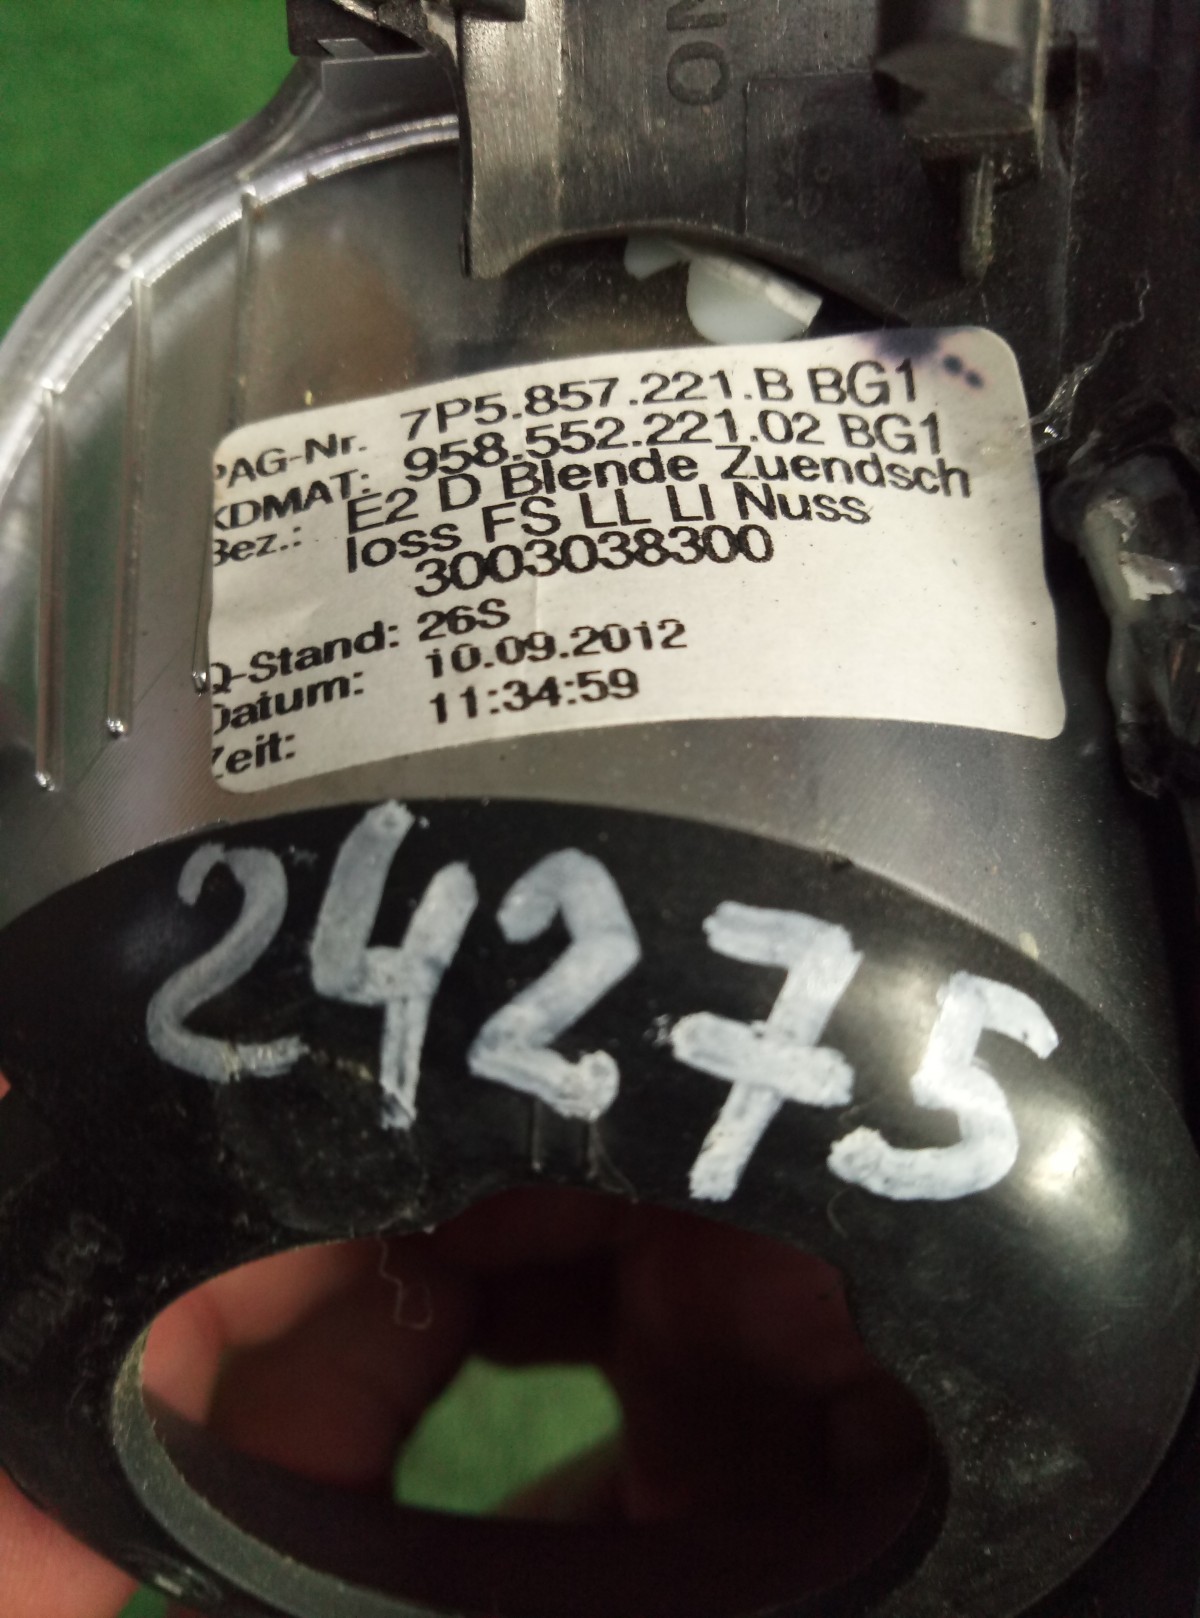 NO
PAG-Nr. 7P5.857.221.B BG1
KDMAT: 958.552.221.02 BG1
Bez.: E2 D Blende Zuendsch
loss FS LL LI Nuss
3003038300
Q-Stand: 26S
Datum: 10.09.2012
Zeit: 11:34:59
24275